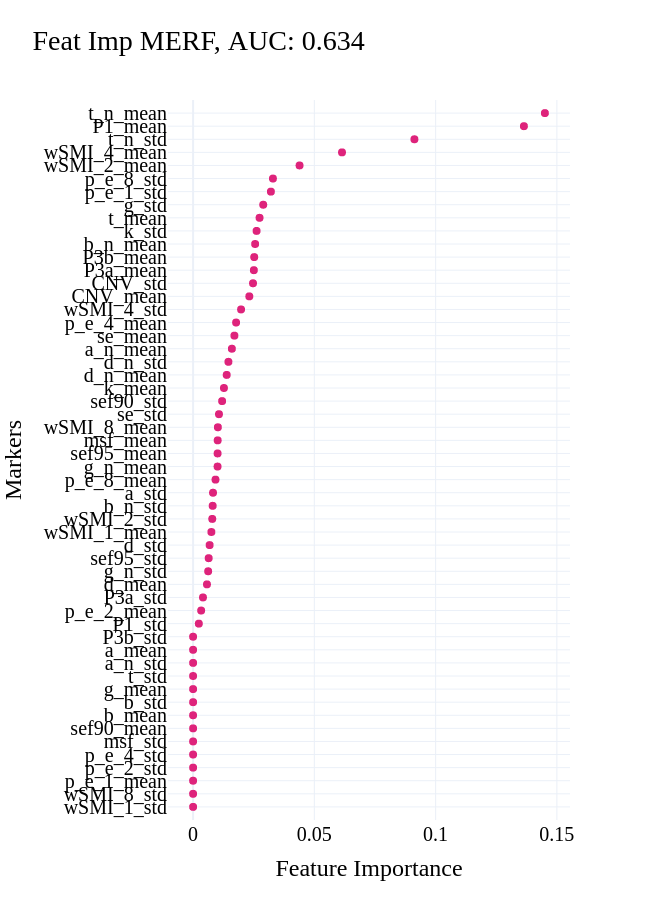 Feat Imp MERF, AUC: 0.634
t_n_mean
P1_mean
t_n_std
wSMI_4_mean
wSMI_2_mean
p_e_8_std
p_e_1_std
g_std
t_mean
k_std
b_n_mean
P3b_mean
P3a_mean
CNV_std
CNV_mean
wSMI_4_std
p_e_4_mean
se_mean
a_n_mean
d_n_std
d_n_mean
k_mean
sef90_std
se_std
wSMI_8_mean
msf_mean
sef95_mean
g_n_mean
p_e_8_mean
a_std
b_n_std
wSMI_2_std
wSMI_1_mean
d_std
sef95_std
g_n_std
d_mean
P3a_std
p_e_2_mean
P1_std
P3b_std
a_mean
a_n_std
t_std
g_mean
b_std
b_mean
sef90_mean
msf_std
p_e_4_std
p_e_2_std
p_e_1_mean
wSMI_8_std
wSMI_1_std
Markers
0 0.05 0.1 0.15
Feature Importance